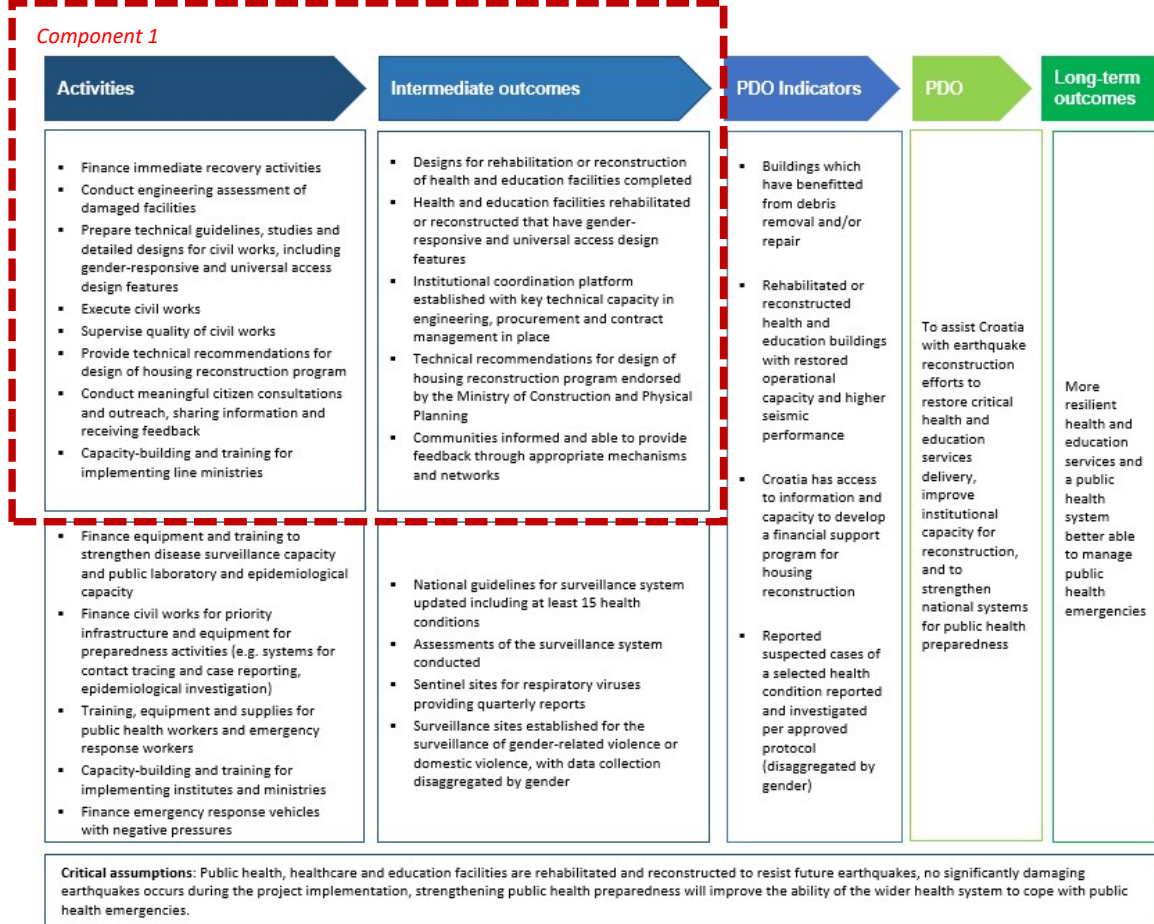 Component 1
Activities
Intermediate outcomes
PDO Indicators
PDO
Long-term
outcomes
▪ Finance immediate recovery activities
▪ Conduct engineering assessment of
damaged facilities
▪ Prepare technical guidelines, studies and
detailed designs for civil works, including
gender-responsive and universal access
design features
▪ Execute civil works
▪ Supervise quality of civil works
▪ Provide technical recommendations for
design of housing reconstruction program
▪ Conduct meaningful citizen consultations
and outreach, sharing information and
receiving feedback
▪ Capacity-building and training for
implementing line ministries
▪ Finance equipment and training to
strengthen disease surveillance capacity
and public laboratory and epidemiological
capacity
▪ Finance civil works for priority
infrastructure and equipment for
preparedness activities (e.g. systems for
contact tracing and case reporting,
epidemiological investigation)
▪ Training, equipment and supplies for
public health workers and emergency
response workers
▪ Capacity-building and training for
implementing institutes and ministries
▪ Finance emergency response vehicles
with negative pressures
▪ Designs for rehabilitation or reconstruction
of health and education facilities completed
▪ Health and education facilities rehabilitated
or reconstructed that have gender-
responsive and universal access design
features
▪ Institutional coordination platform
established with key technical capacity in
engineering, procurement and contract
management in place
▪ Technical recommendations for design of
housing reconstruction program endorsed
by the Ministry of Construction and Physical
Planning
▪ Communities informed and able to provide
feedback through appropriate mechanisms
and networks
▪ National guidelines for surveillance system
updated including at least 15 health
conditions
▪ Assessments of the surveillance system
conducted
▪ Sentinel sites for respiratory viruses
providing quarterly reports
▪ Surveillance sites established for the
surveillance of gender-related violence or
domestic violence, with data collection
disaggregated by gender
▪ Buildings which
have benefitted
from debris
removal and/or
repair
▪ Rehabilitated or
reconstructed
health and
education buildings
with restored
operational
capacity and higher
seismic
performance
▪ Croatia has access
to information and
capacity to develop
a financial support
program for
housing
reconstruction
▪ Reported
suspected cases of
a selected health
condition reported
and investigated
per approved
protocol
(disaggregated by
gender)
To assist Croatia
with earthquake
reconstruction
efforts to
restore critical
health and
education
services
delivery,
improve
institutional
capacity for
reconstruction,
and to
strengthen
national systems
for public health
preparedness
More
resilient
health and
education
services and
a public
health
system
better able
to manage
public
health
emergencies
Critical assumptions: Public health, healthcare and education facilities are rehabilitated and reconstructed to resist future earthquakes, no significantly damaging
earthquakes occurs during the project implementation, strengthening public health preparedness will improve the ability of the wider health system to cope with public
health emergencies.